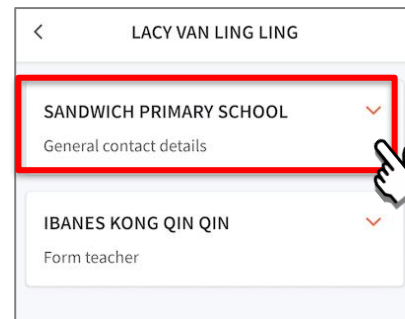 LACY VAN LING LING
SANDWICH PRIMARY SCHOOL
General contact details
IBANES KONG QIN QIN
Form teacher